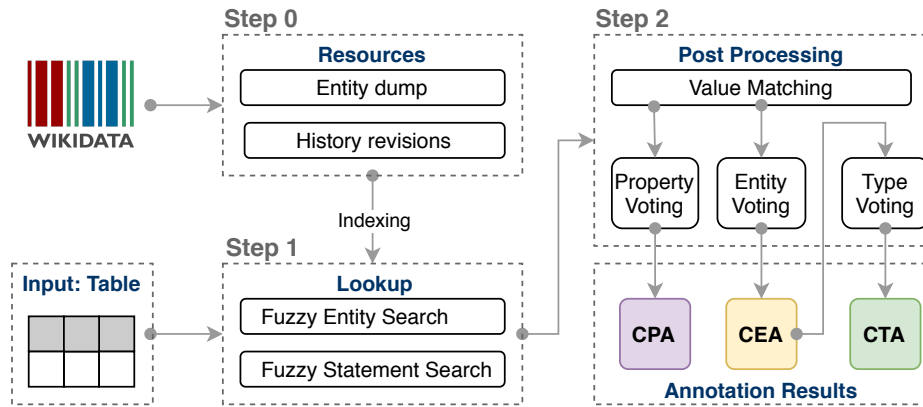 Step 0
Resources
Entity dump
History revisions
WIKIDATA
Indexing
Step 1
Input: Table
Lookup
Fuzzy Entity Search
Fuzzy Statement Search
Step 2
Post Processing
Value Matching
Property
Voting
Entity
Voting
Type
Voting
CPA
CEA
CTA
Annotation Results